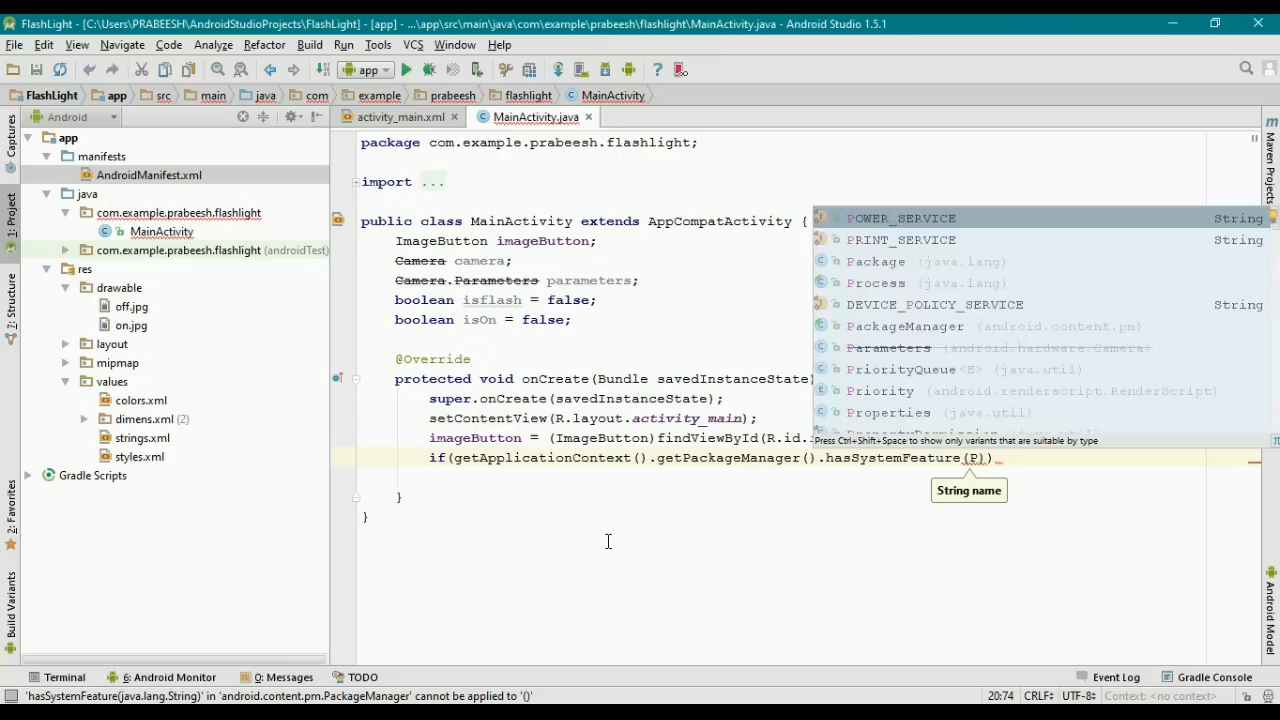 FlashLight - [C:\Users\PRABEESH\AndroidStudioProjects\FlashLight] - [app] - ...\app\src\main\java\com\example\prabeesh\flashlight\MainActivity.java - Android Studio 1.5.1
File Edit View Navigate Code Analyze Refactor Build Run Tools VCS Window Help
app
FlashLight app src main java com example prabeesh flashlight MainActivity
Android
activity_main.xml MainActivity.java
Captures
1: Project
2: Structure
2: Favorites
Build Variants
app
manifests
AndroidManifest.xml
java
com.example.prabeesh.flashlight
MainActivity
com.example.prabeesh.flashlight (androidTest)
res
drawable
off.jpg
on.jpg
layout
mipmap
values
colors.xml
dimens.xml (2)
strings.xml
styles.xml
Gradle Scripts
package com.example.prabeesh.flashlight;
import ...
public class MainActivity extends AppCompatActivity {
ImageButton imageButton;
Camera camera;
Camera.Parameters parameters;
boolean isflash = false;
boolean isOn = false;
@Override
protected void onCreate(Bundle savedInstanceState)
super.onCreate(savedInstanceState);
setContentView(R.layout.activity_main);
imageButton = (ImageButton)findViewById(R.id.
if(getApplicationContext().getPackageManager().hasSystemFeature(P))
}
}
POWER_SERVICE String
PRINT_SERVICE String
Package (java.lang)
Process (java.lang)
DEVICE_POLICY_SERVICE String
PackageManager (android.content.pm)
Parameters (android.hardware.Camera)
PriorityQueue<E> (java.util)
Priority (android.renderscript.RenderScript)
Properties (java.util)
Press Ctrl+Shift+Space to show only variants that are suitable by type
String name
Maven Projects
Android Model
Terminal 6: Android Monitor 0: Messages TODO Event Log Gradle Console
'hasSystemFeature(java.lang.String)' in 'android.content.pm.PackageManager' cannot be applied to '()' 20:74 CRLF UTF-8 Context: <no context>